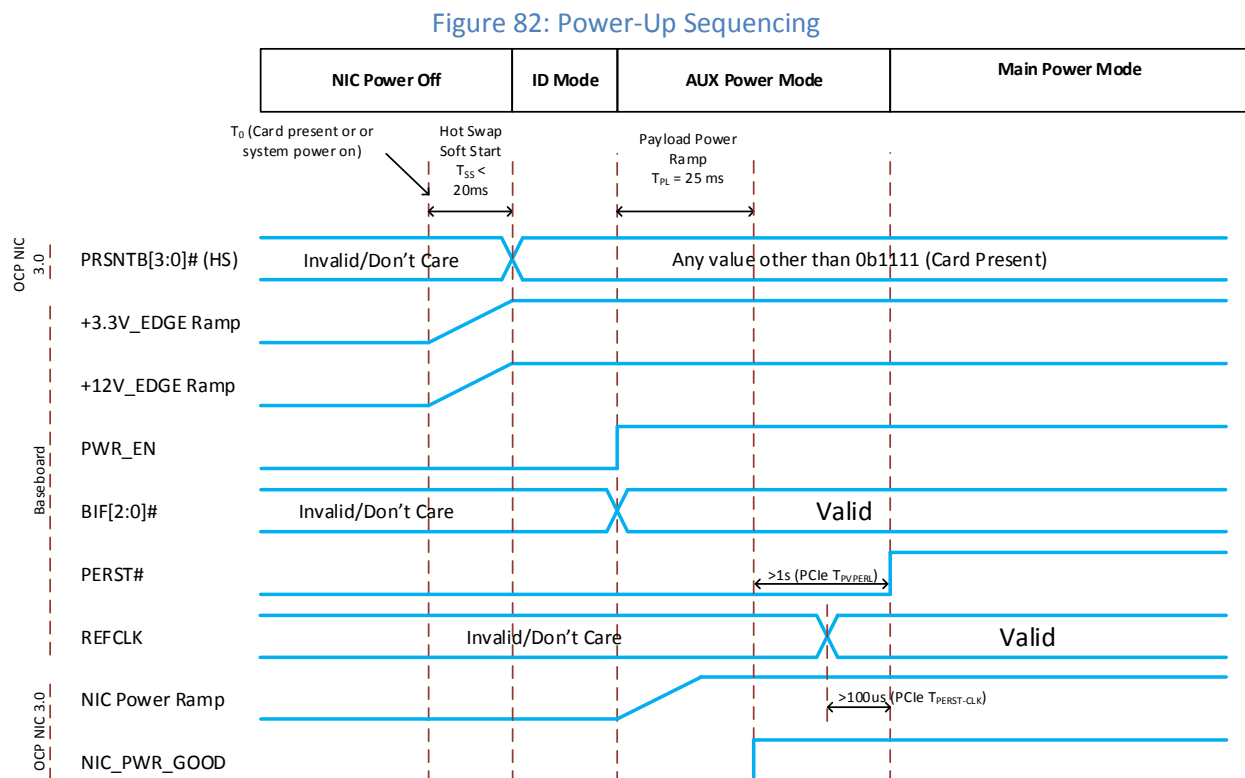 Figure 82: Power-Up Sequencing
NIC Power Off
ID Mode
AUX Power Mode
Main Power Mode
T0 (Card present or or
system power on)
Hot Swap
Soft Start
TSS <
20ms
Payload Power
Ramp
TPL = 25 ms
OCP NIC
3.0
PRSNTB[3:0]# (HS)
Invalid/Don't Care
Any value other than 0b1111 (Card Present)
Baseboard
+3.3V_EDGE Ramp
+12V_EDGE Ramp
PWR_EN
BIF[2:0]#
Invalid/Don't Care
Valid
PERST#
>1s (PCIe TPVPERL)
REFCLK
Invalid/Don't Care
Valid
OCP NIC 3.0
NIC Power Ramp
>100us (PCIe TPERST-CLK)
NIC_PWR_GOOD